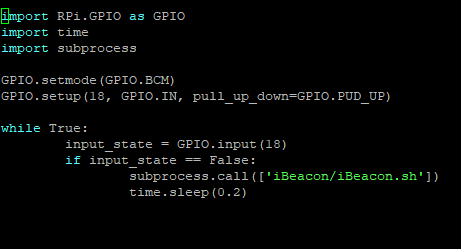 import RPi.GPIO as GPIO
import time
import subprocess

GPIO.setmode(GPIO.BCM)
GPIO.setup(18, GPIO.IN, pull_up_down=GPIO.PUD_UP)

while True:
        input_state = GPIO.input(18)
        if input_state == False:
                subprocess.call(['iBeacon/iBeacon.sh'])
                time.sleep(0.2)